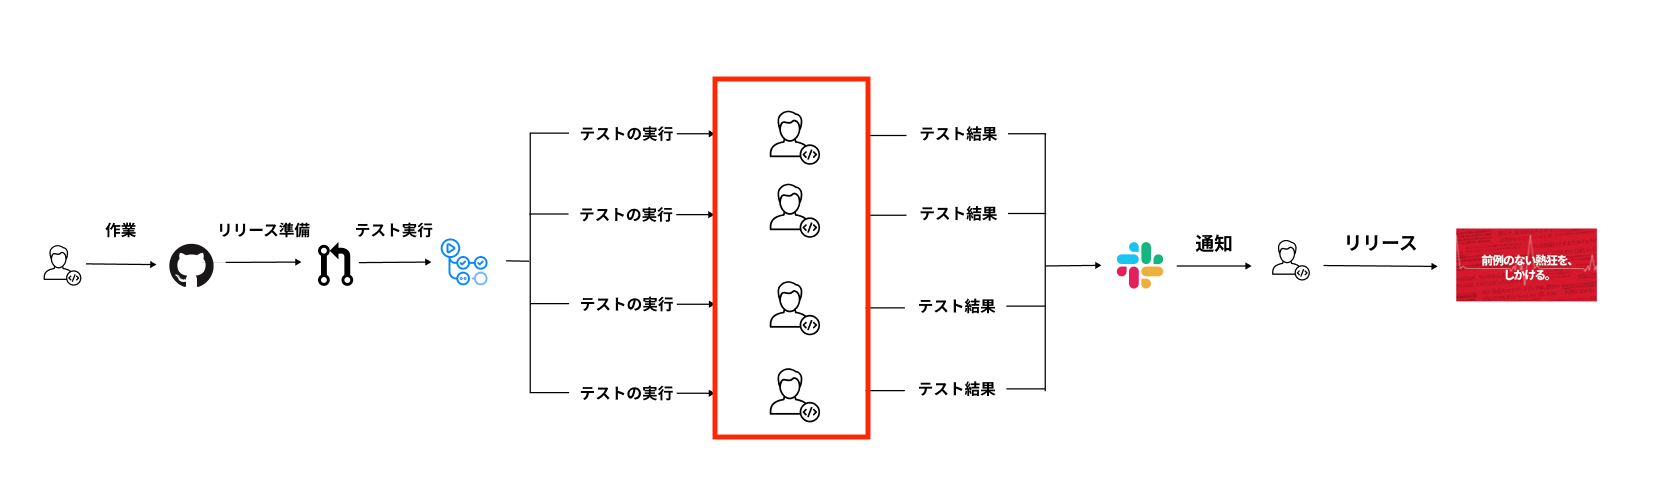 作業
リリース準備
テスト実行
テストの実行
テストの実行
テストの実行
テストの実行
テスト結果
テスト結果
テスト結果
テスト結果
通知
リリース
前例のない熱狂を、
しかける。